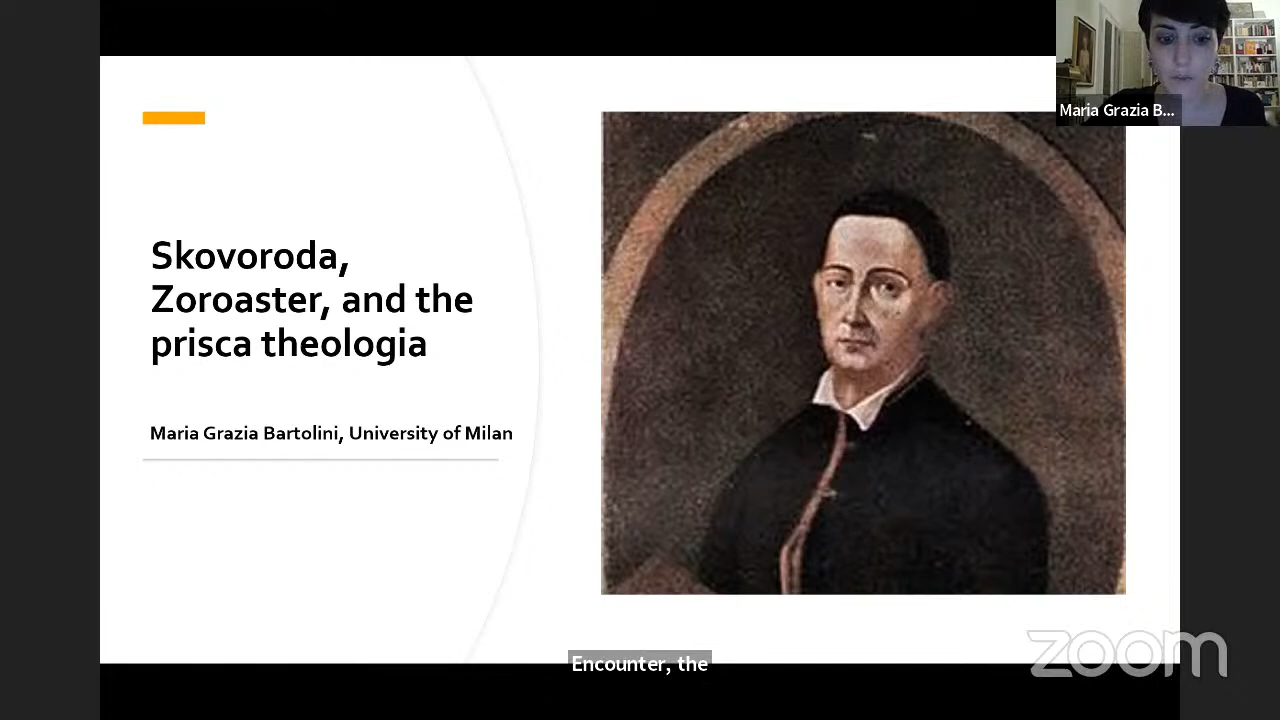 Maria Grazia B...
Skovoroda,
Zoroaster, and the
prisca theologia
Maria Grazia Bartolini, University of Milan
Encounter, the
zoom